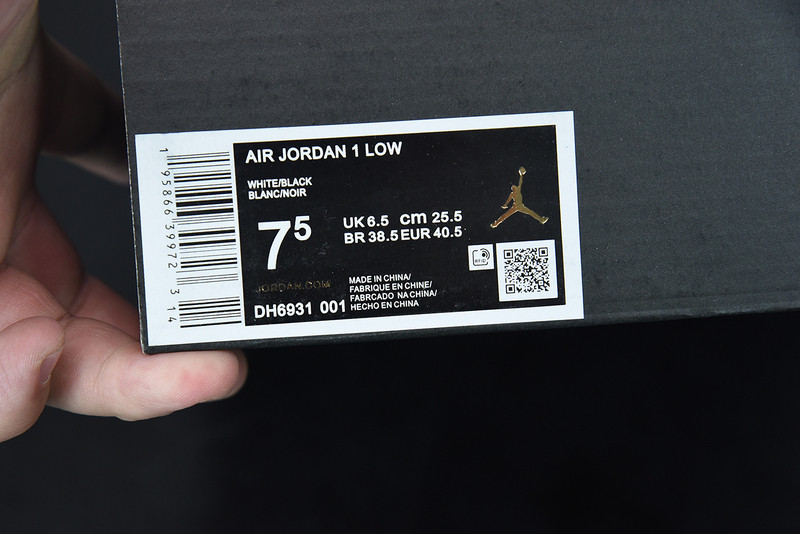 AIR JORDAN 1 LOW
WHITE/BLACK
BLANC/NOIR
7⁵
UK 6.5 cm 25.5
BR 38.5 EUR 40.5
RFID
JORDAN.COM
MADE IN CHINA/
FABRIQUE EN CHINE/
FABRCADO NA CHINA/
HECHO EN CHINA
DH6931 001
1 95866 39972 314